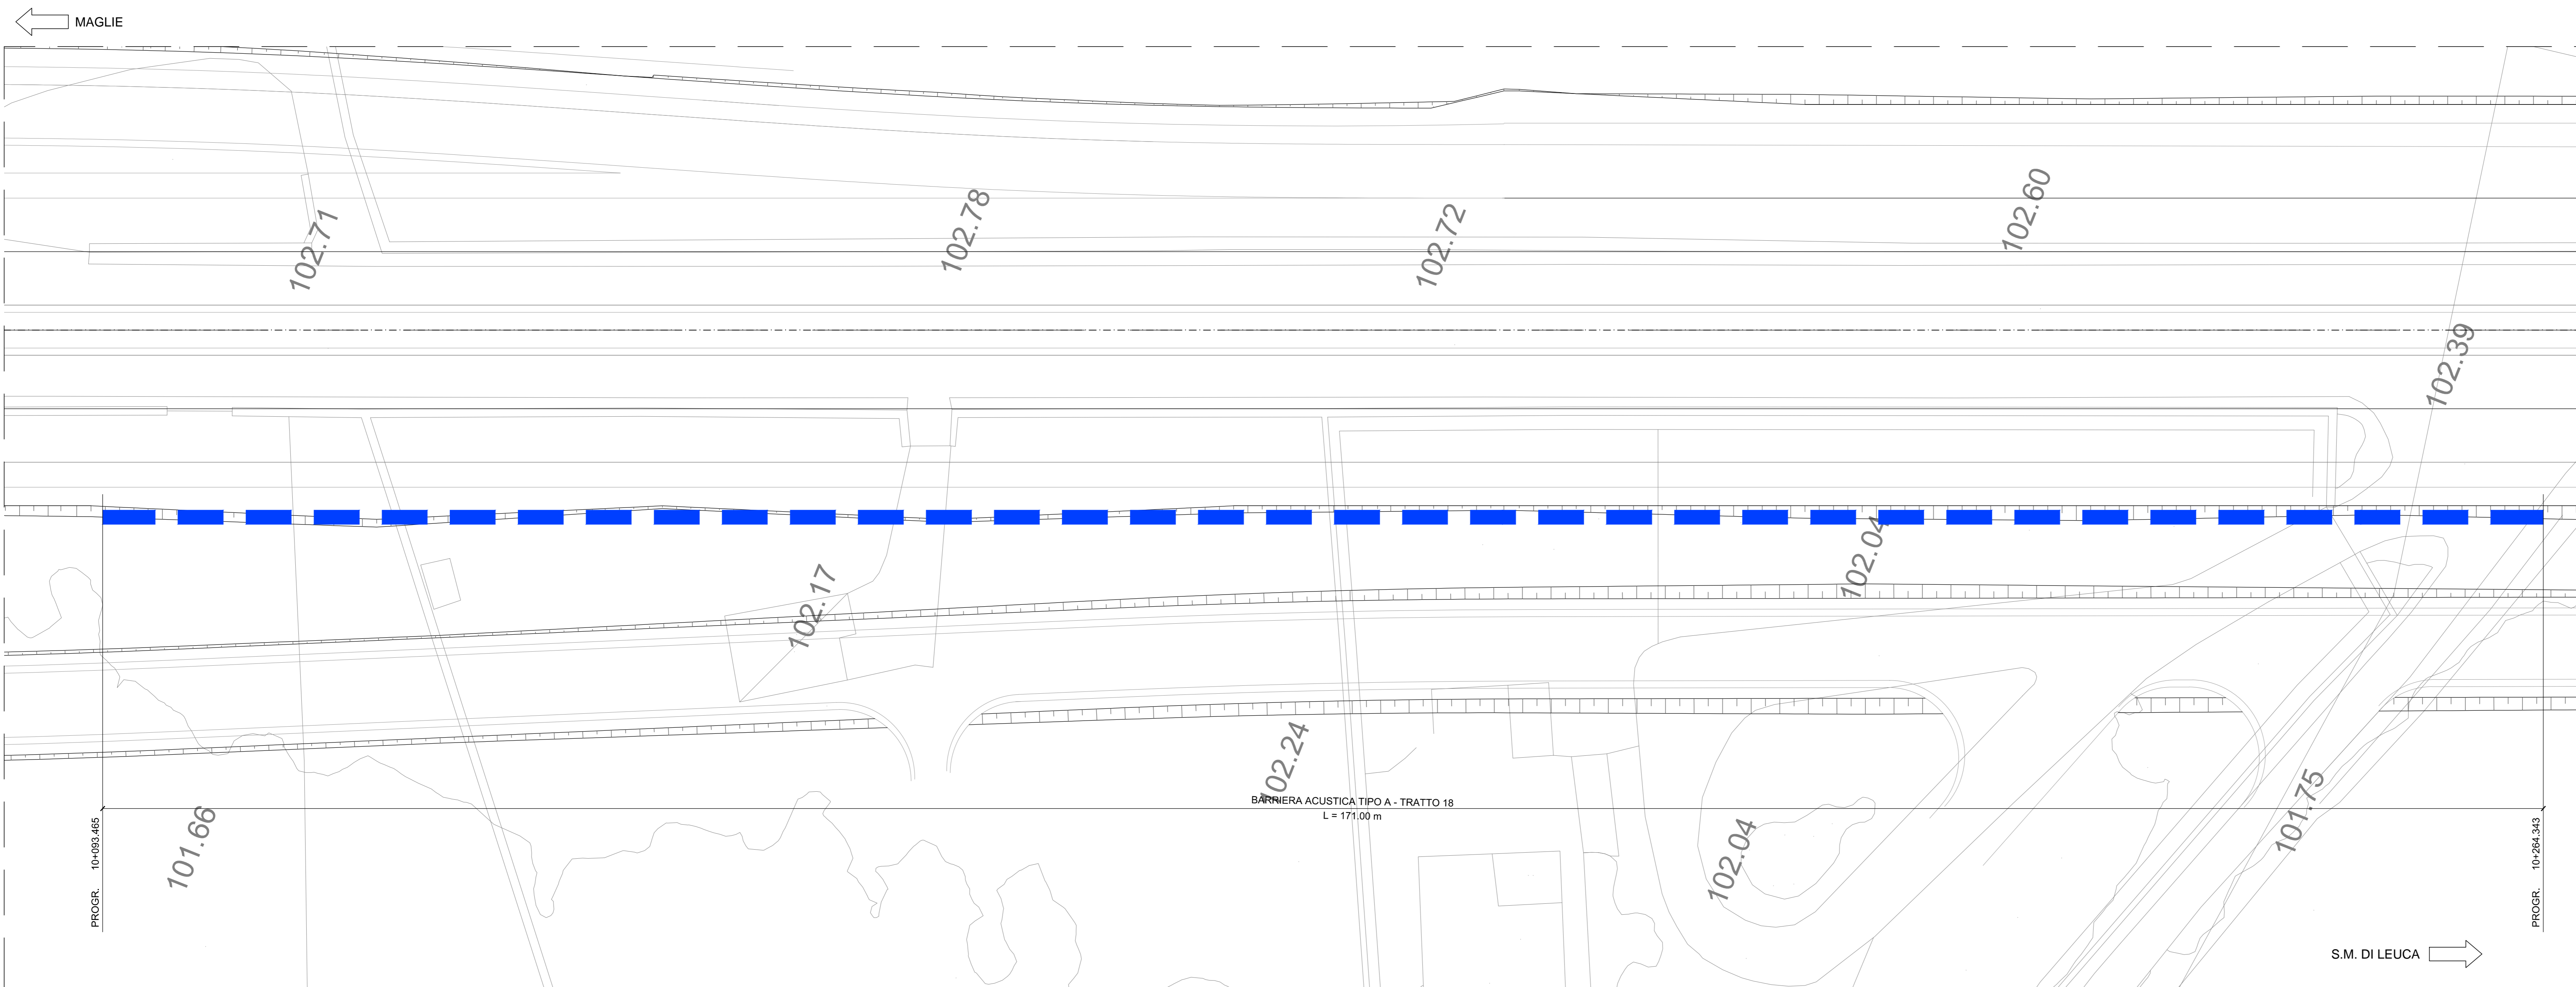 MAGLIE
102.71
102.78
102.72
102.60
102.39
102.17
102.04
102.24
101.66
102.04
101.75
BARRIERA ACUSTICA TIPO A - TRATTO 18
L = 171.00 m
PROGR. 10+093.465
PROGR. 10+264.343
S.M. DI LEUCA